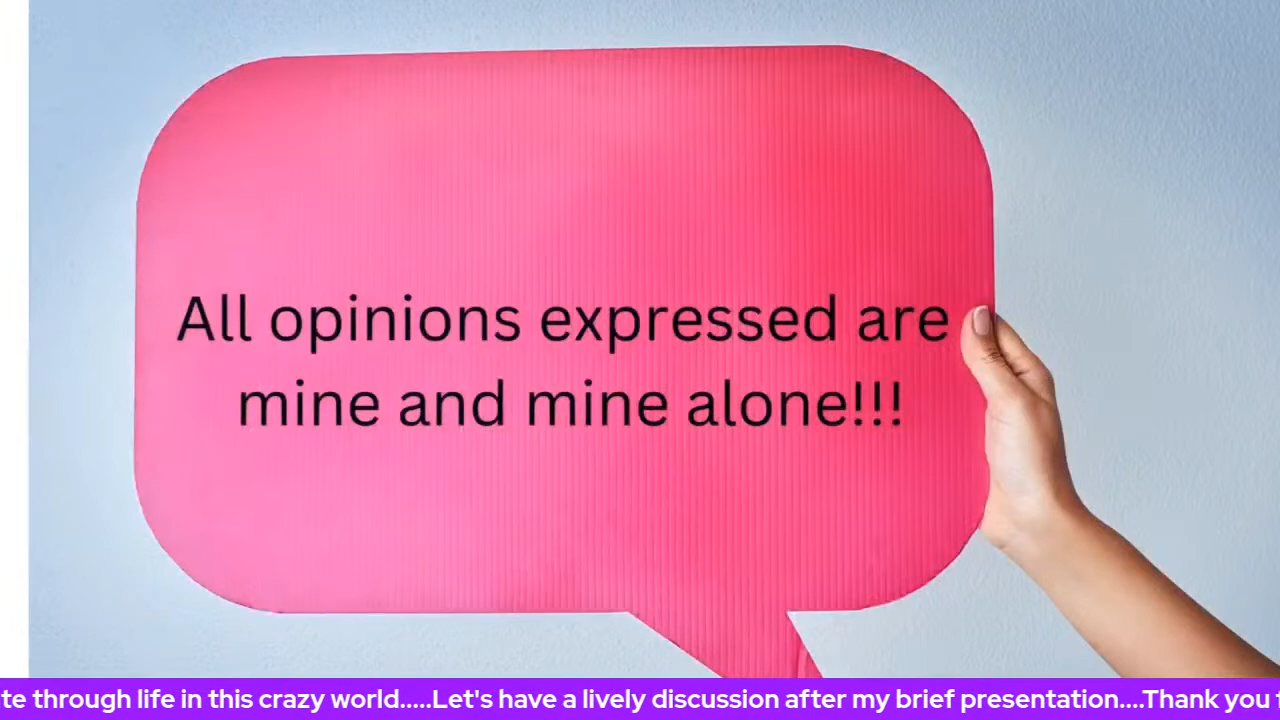 All opinions expressed are
mine and mine alone!!!
through life in this crazy world.....Let's have a lively discussion after my brief presentation....Thank you